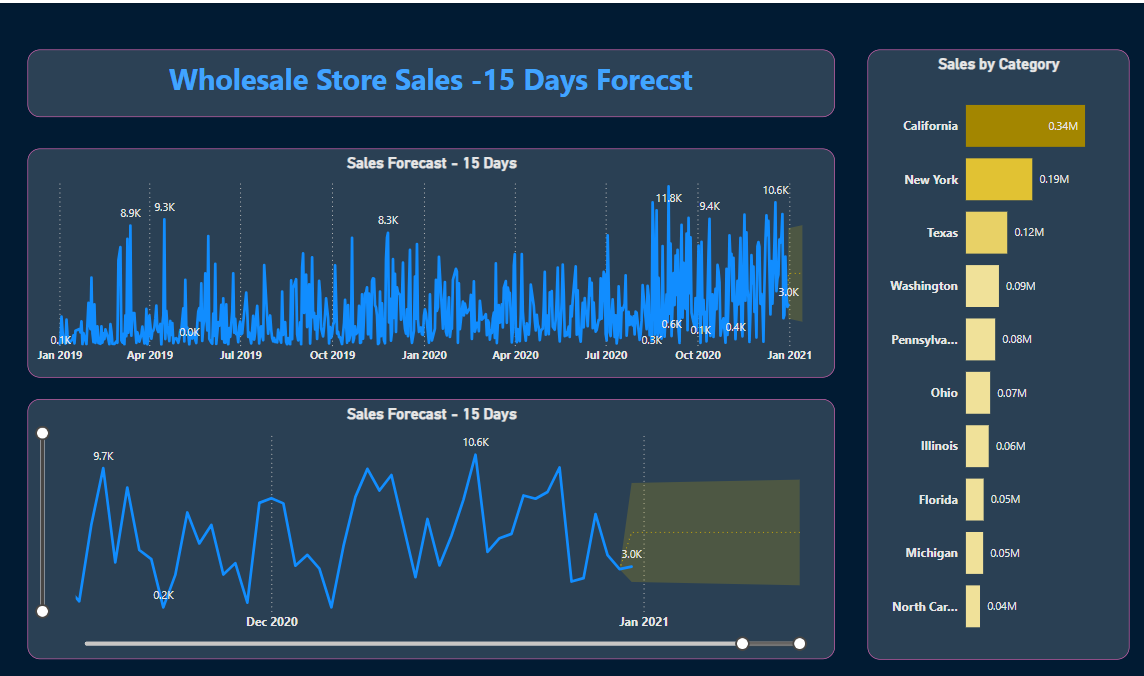 Wholesale Store Sales -15 Days Forecst
Sales Forecast - 15 Days
8.9K
9.3K
8.3K
11.8K
9.4K
10.6K
3.0K
0.1K
0.0K
0.3K
0.6K
0.1K
0.4K
Jan 2019
Apr 2019
Jul 2019
Oct 2019
Jan 2020
Apr 2020
Jul 2020
Oct 2020
Jan 2021
Sales Forecast - 15 Days
9.7K
10.6K
3.0K
0.2K
Dec 2020
Jan 2021
Sales by Category
California 0.34M
New York 0.19M
Texas 0.12M
Washington 0.09M
Pennsylva... 0.08M
Ohio 0.07M
Illinois 0.06M
Florida 0.05M
Michigan 0.05M
North Car... 0.04M